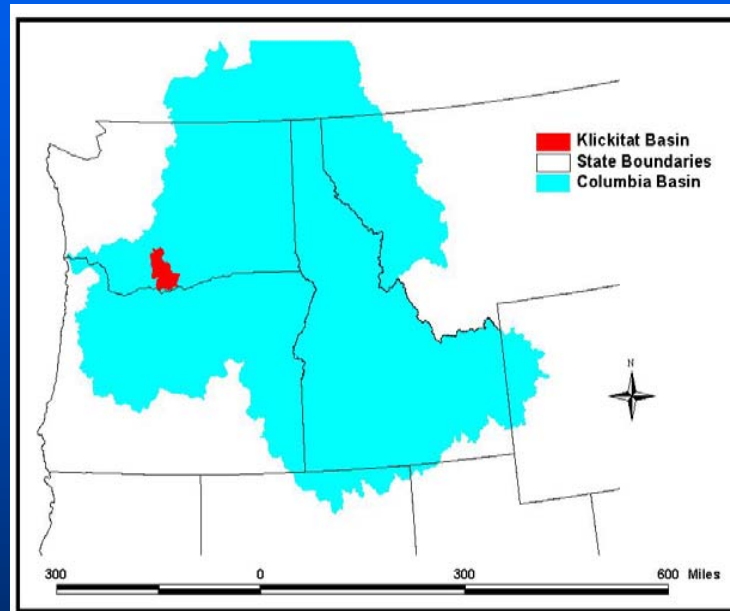 Klickitat Basin
State Boundaries
Columbia Basin
N
300 0 300 600 Miles